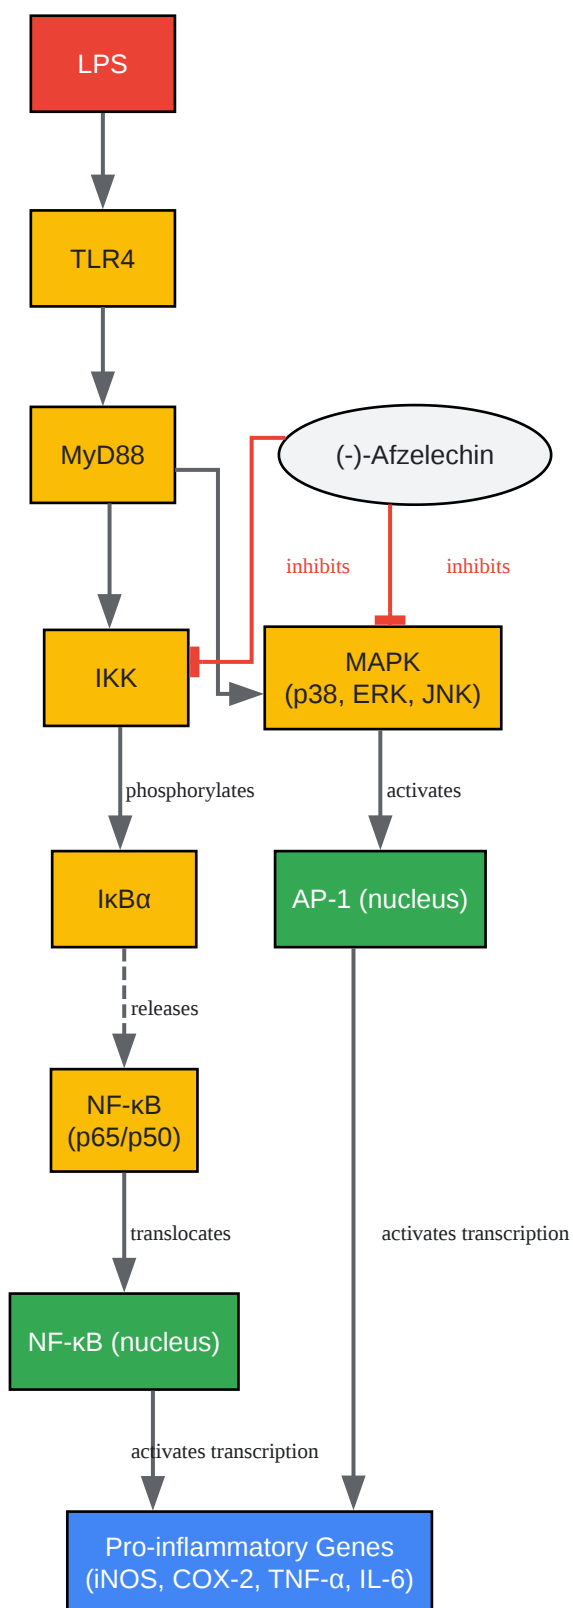 LPS
TLR4
MyD88
(-)-Afzelechin
inhibits
inhibits
IKK
MAPK
(p38, ERK, JNK)
phosphorylates
activates
IκBα
AP-1 (nucleus)
releases
NF-κB
(p65/p50)
translocates
activates transcription
NF-κB (nucleus)
activates transcription
Pro-inflammatory Genes
(iNOS, COX-2, TNF-α, IL-6)